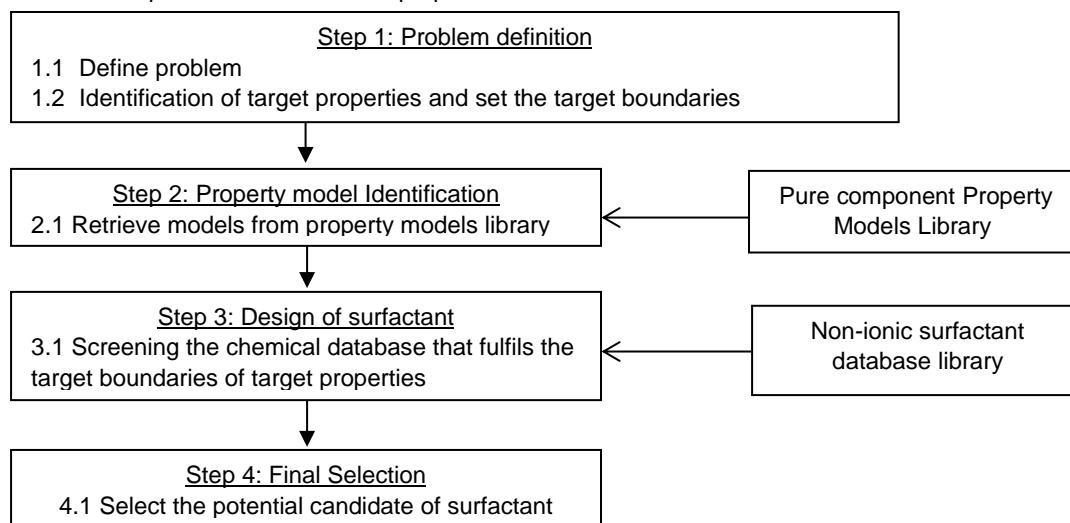 Step 1: Problem definition
1.1 Define problem
1.2 Identification of target properties and set the target boundaries
Step 2: Property model Identification
2.1 Retrieve models from property models library
Pure component Property
Models Library
Step 3: Design of surfactant
3.1 Screening the chemical database that fulfils the
target boundaries of target properties
Non-ionic surfactant
database library
Step 4: Final Selection
4.1 Select the potential candidate of surfactant